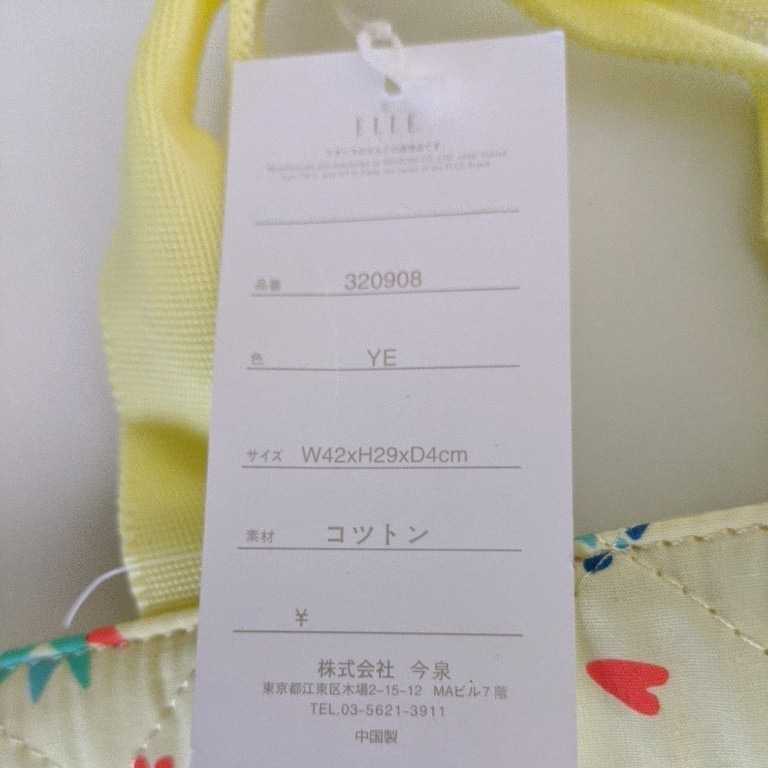 ELLE
品番 320908
色 YE
サイズ W42xH29xD4cm
素材 コットン
¥
株式会社 今泉
東京都江東区木場2-15-12 MAビル7階
TEL.03-5621-3911
中国製